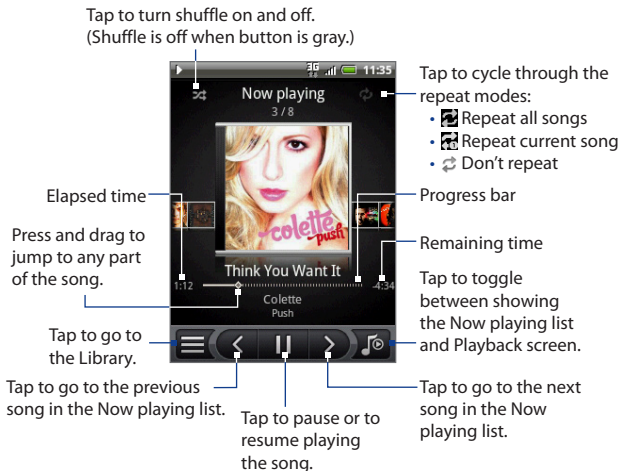 Tap to turn shuffle on and off.
(Shuffle is off when button is gray.)
3G
11:35
Now playing
3 / 8
Tap to cycle through the
repeat modes:
• Repeat all songs
• Repeat current song
• Don't repeat
colette
push
Elapsed time
Progress bar
Press and drag to
jump to any part
of the song.
Remaining time
Think You Want It
1:12
-4:34
Colette
Push
Tap to toggle
between showing
the Now playing list
and Playback screen.
Tap to go to
the Library.
Tap to go to the previous
song in the Now playing list.
Tap to pause or to
resume playing
the song.
Tap to go to the next
song in the Now
playing list.